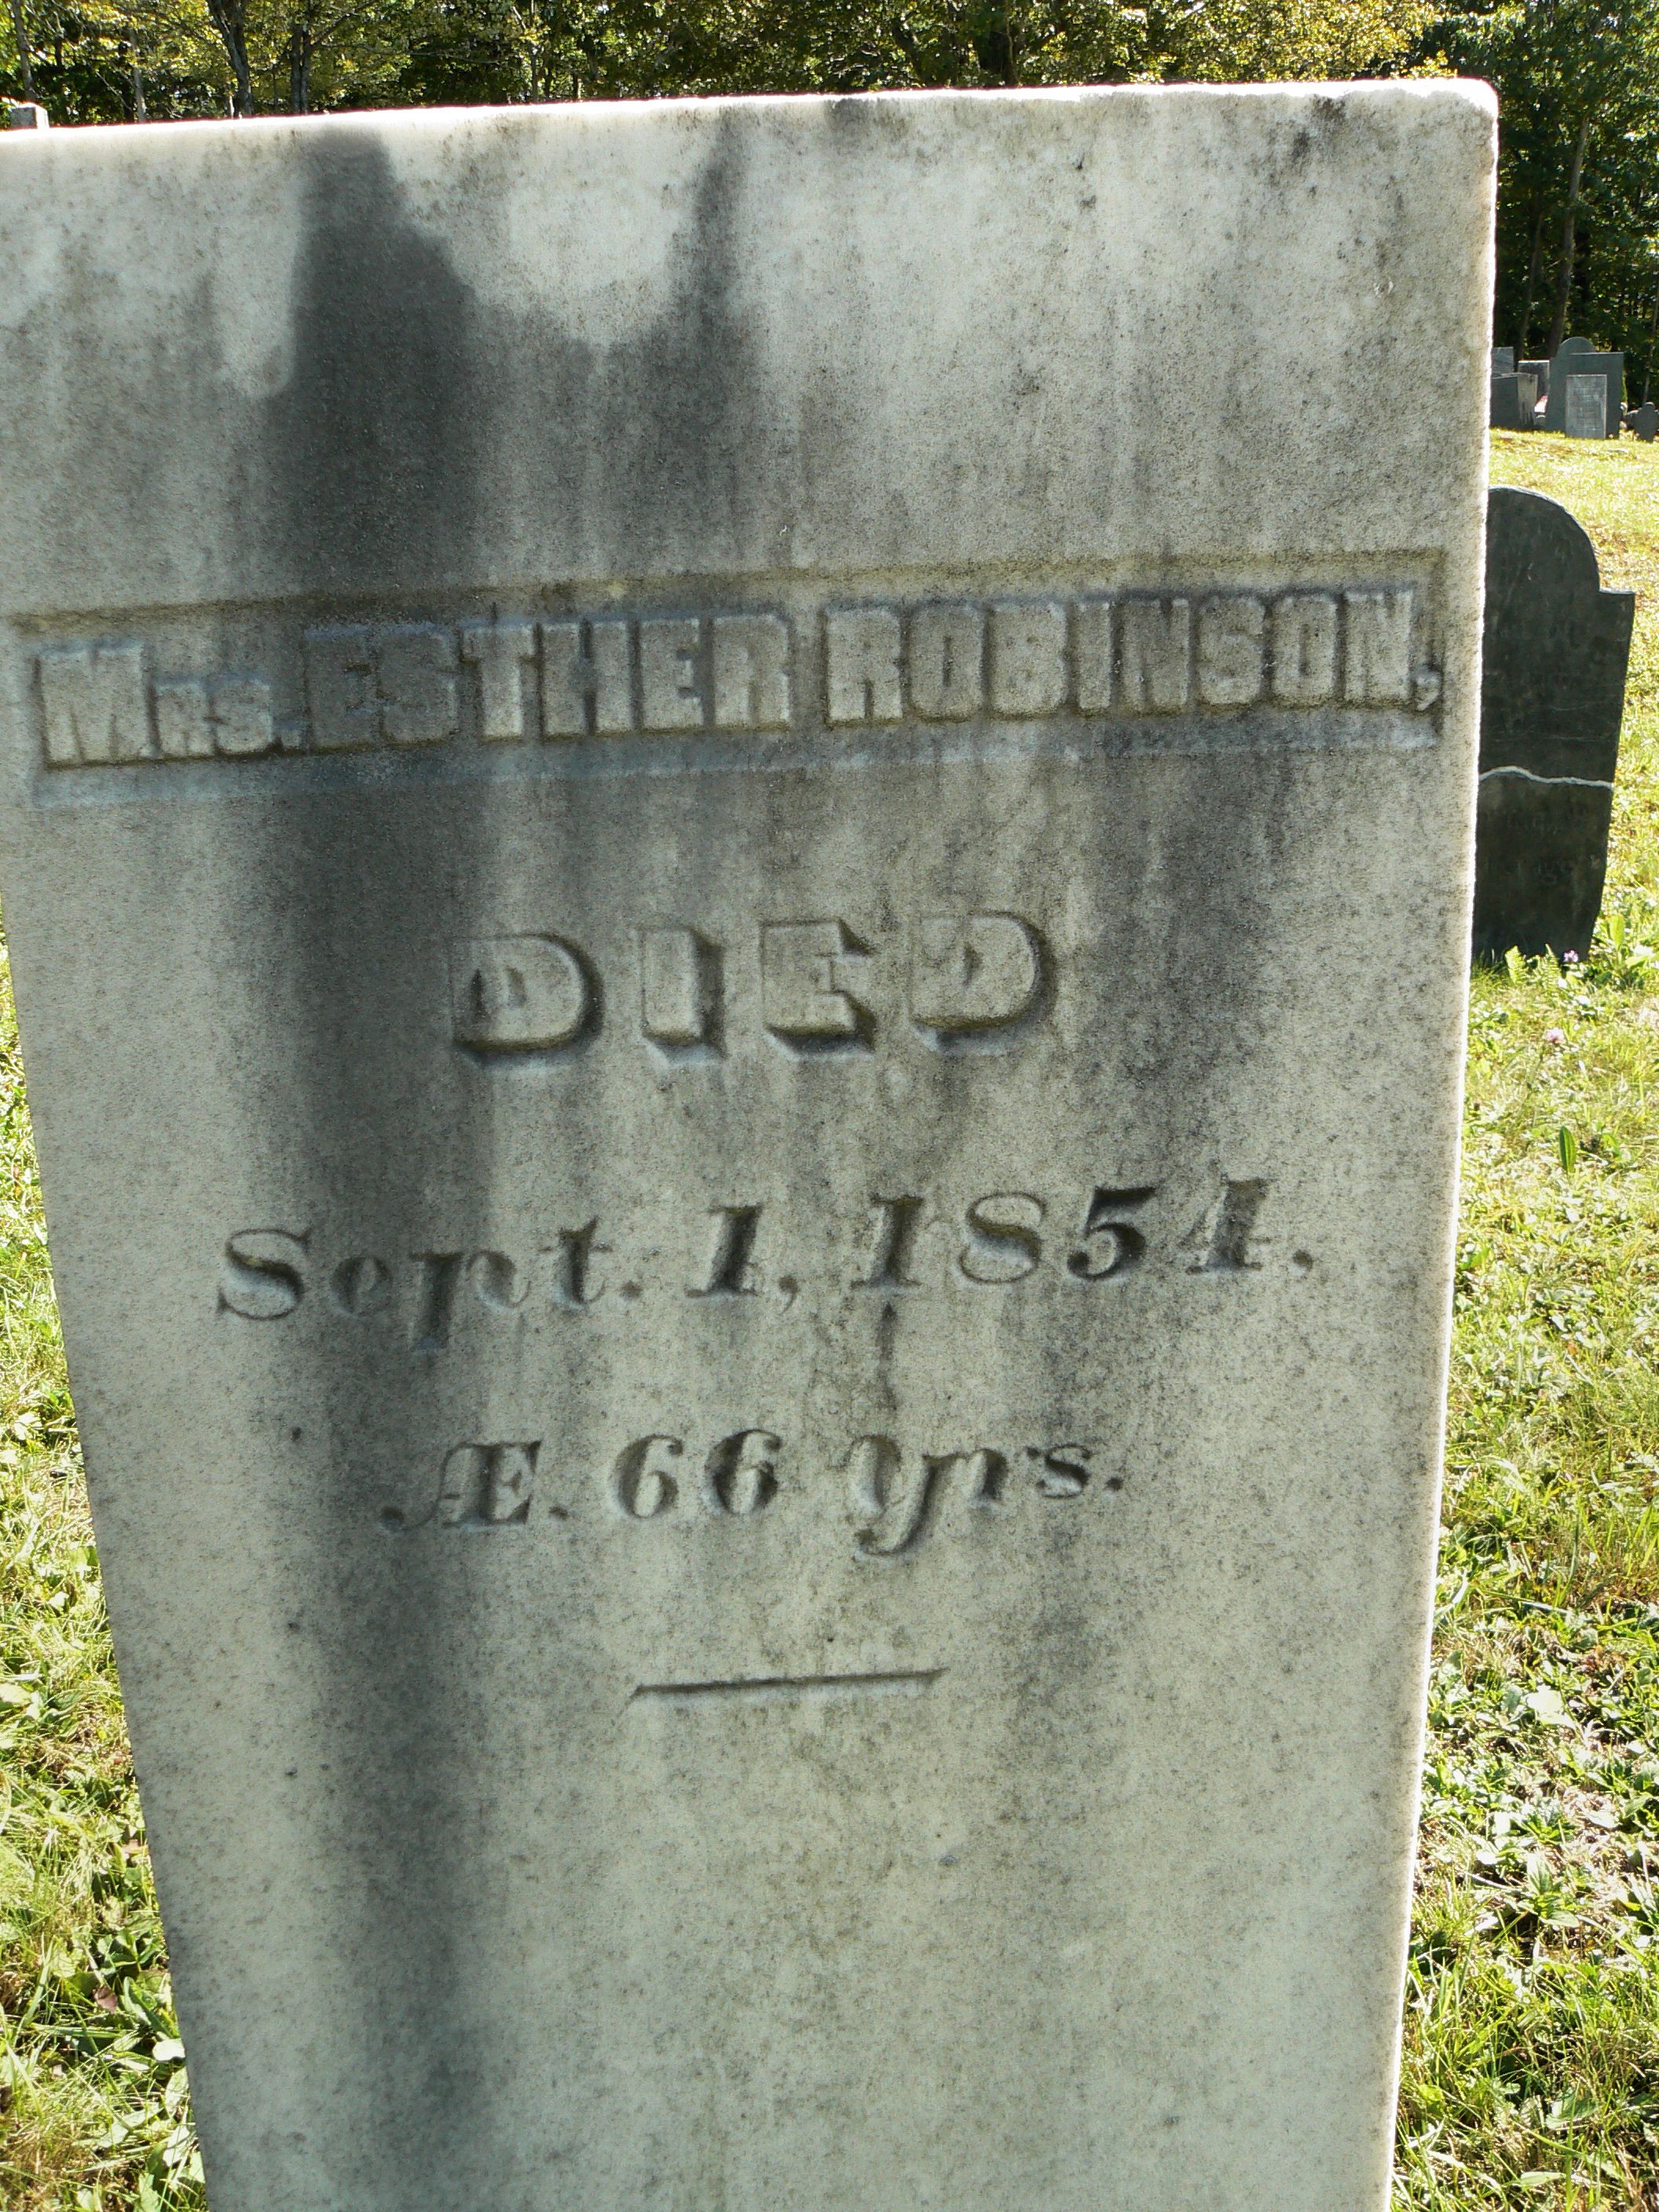 Mrs. ESTHER ROBINSON,
DIED
Sept. 1, 1854.
Æ. 66 yrs.